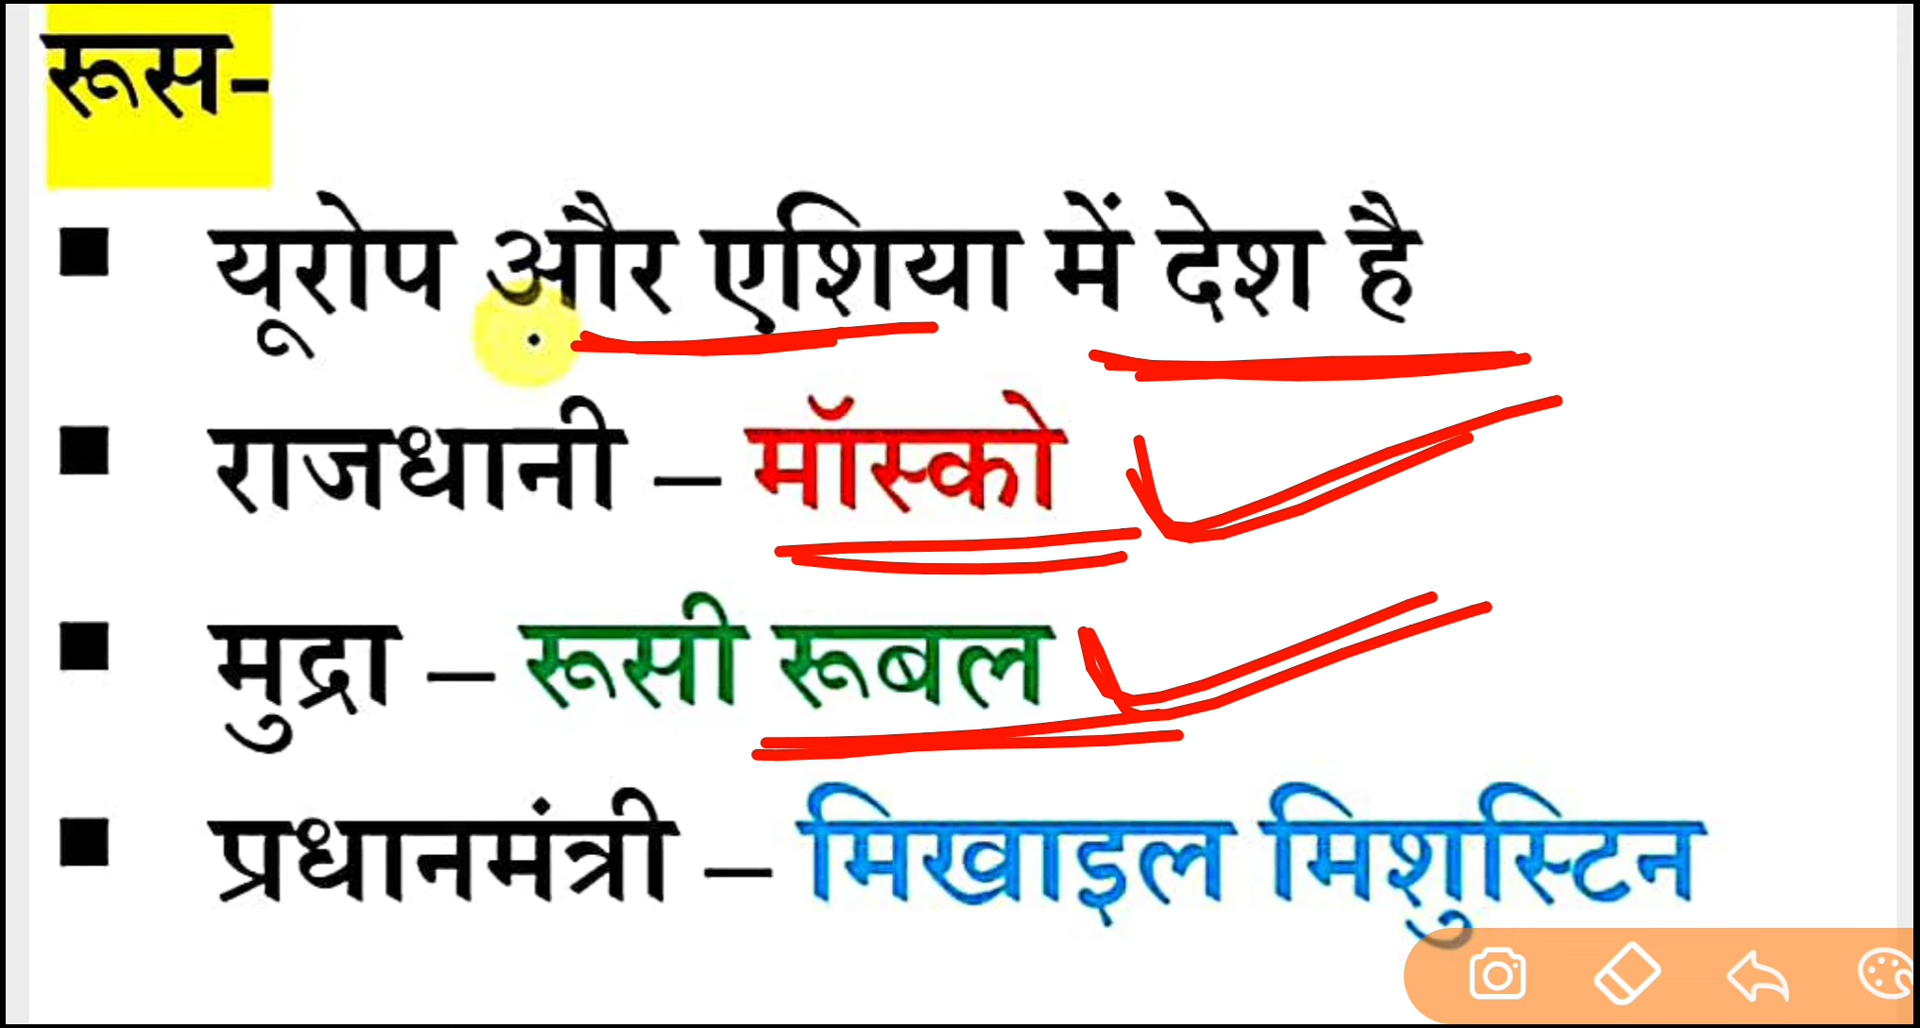 रूस-
▪ यूरोप और एशिया में देश है
▪ राजधानी – मॉस्को
▪ मुद्रा – रूसी रूबल
▪ प्रधानमंत्री – मिखाइल मिशुस्टिन